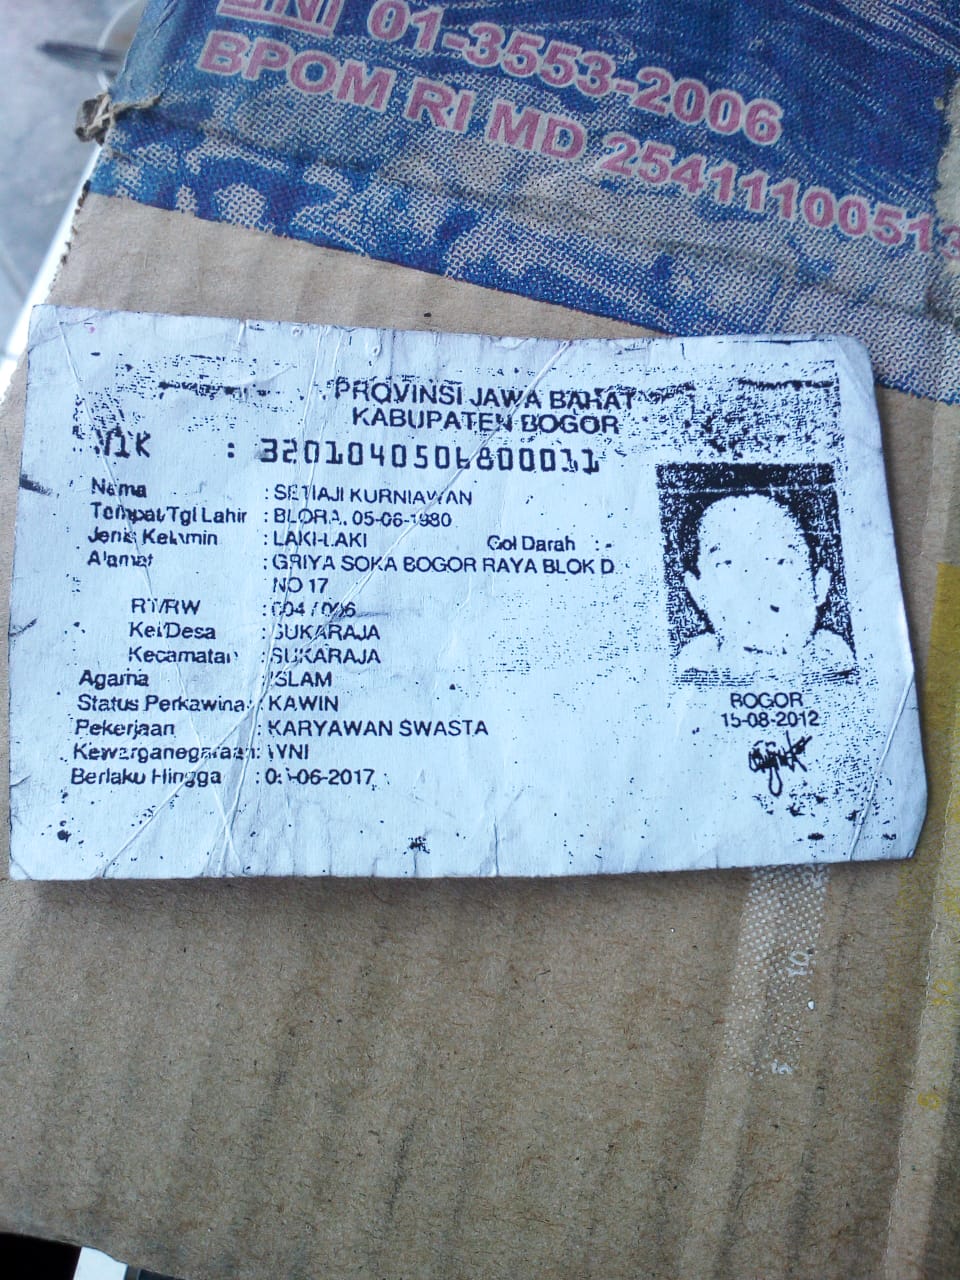 SNI 01-3553-2006
BPOM RI MD 25411100513
PROVINSI JAWA BARAT
KABUPATEN BOGOR
NIK : 3201040506800011
Nama : SETIAJI KURNIAWAN
Tempat/Tgl Lahir : BLORA, 05-06-1980
Jenis Kelamin : LAKI-LAKI Gol Darah : -
Alamat : GRIYA SOKA BOGOR RAYA BLOK D
NO 17
RT/RW : 004 / 006
Kel/Desa : SUKARAJA
Kecamatan : SUKARAJA
Agama : ISLAM
Status Perkawinan : KAWIN
Pekerjaan : KARYAWAN SWASTA
Kewarganegaraan : WNI
Berlaku Hingga : 05-06-2017
BOGOR
15-08-2012